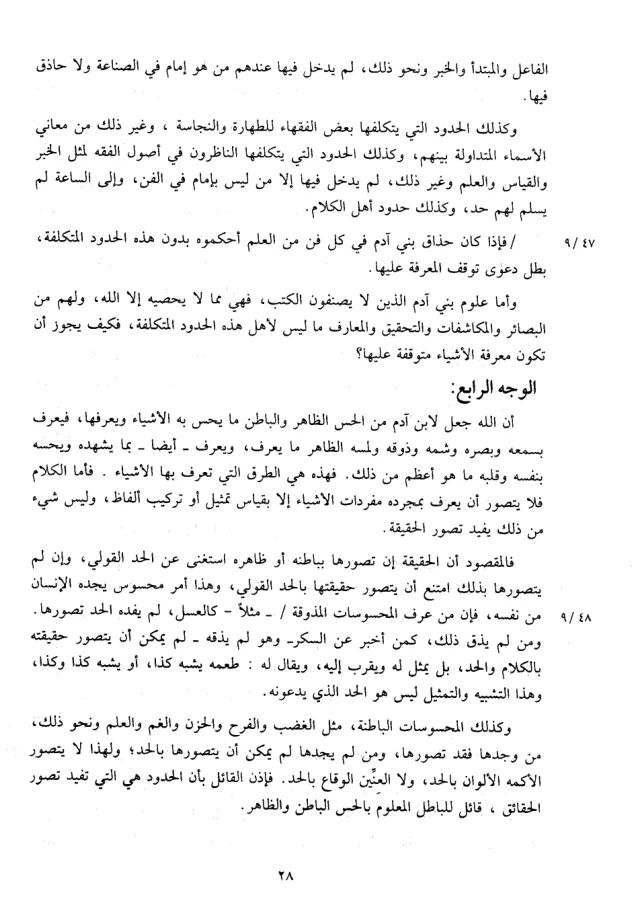 الفاعل والمبتدأ والخبر ونحو ذلك، لم يدخل فيها عندهم من هو إمام في الصناعة ولا حاذق
فيها.
وكذلك الحدود التي يتكلفها بعض الفقهاء للطهارة والنجاسة ، وغير ذلك من معاني
الأسماء المتداولة بينهم، وكذلك الحدود التي يتكلفها الناظرون في أصول الفقه لمثل الخبر
والقياس والعلم وغير ذلك، لم يدخل فيها إلا من ليس بإمام في الفن، وإلى الساعة لم
يسلم لهم حد، وكذلك حدود أهل الكلام.
/ فإذا كان حذاق بني آدم في كل فن من العلم أحكموه بدون هذه الحدود المتكلفة، ٩/٤٧
بطل دعوى توقف المعرفة عليها.
وأما علوم بني آدم الذين لا يصنفون الكتب، فهي مما لا يحصيه إلا الله، ولهم من
البصائر والمكاشفات والتحقيق والمعارف ما ليس لأهل هذه الحدود المتكلفة، فكيف يجوز أن
تكون معرفة الأشياء متوقفة عليها؟
الوجه الرابع:
أن الله جعل لابن آدم من الحس الظاهر والباطن ما يحس به الأشياء ويعرفها، فيعرف
بسمعه وبصره وشمه وذوقه ولمسه الظاهر ما يعرف، ويعرف ـ أيضا ـ بما يشهده ويحسه
بنفسه وقلبه ما هو أعظم من ذلك. فهذه هي الطرق التي تعرف بها الأشياء . فأما الكلام
فلا يتصور أن يعرف بمجرده مفردات الأشياء إلا بقياس تمثيل أو تركيب ألفاظ، وليس شيء
من ذلك يفيد تصور الحقيقة.
فالمقصود أن الحقيقة إن تصورها بباطنه أو ظاهره استغنى عن الحد القولي، وإن لم
يتصورها بذلك امتنع أن يتصور حقيقتها بالحد القولي، وهذا أمر محسوس يجده الإنسان
من نفسه، فإن من عرف المحسوسات المذوقة / ـ مثلاً – كالعسل، لم يفده الحد تصورها. ٩/٤٨
ومن لم يذق ذلك، كمن أخبر عن السكرـ وهو لم يذقه ـ لم يمكن أن يتصور حقيقته
بالكلام والحد، بل يمثل له ويقرب إليه، ويقال له : طعمه يشبه كذا، أو يشبه كذا وكذا،
وهذا التشبيه والتمثيل ليس هو الحد الذي يدعونه.
وكذلك المحسوسات الباطنة، مثل الغضب والفرح والحزن والغم والعلم ونحو ذلك،
من وجدها فقد تصورها، ومن لم يجدها لم يمكن أن يتصورها بالحد؛ ولهذا لا يتصور
الأكمه الألوان بالحد، ولا العِنِّين الوقاع بالحد. فإذن القائل بأن الحدود هي التي تفيد تصور
الحقائق ، قائل للباطل المعلوم بالحس الباطن والظاهر.
٢٨